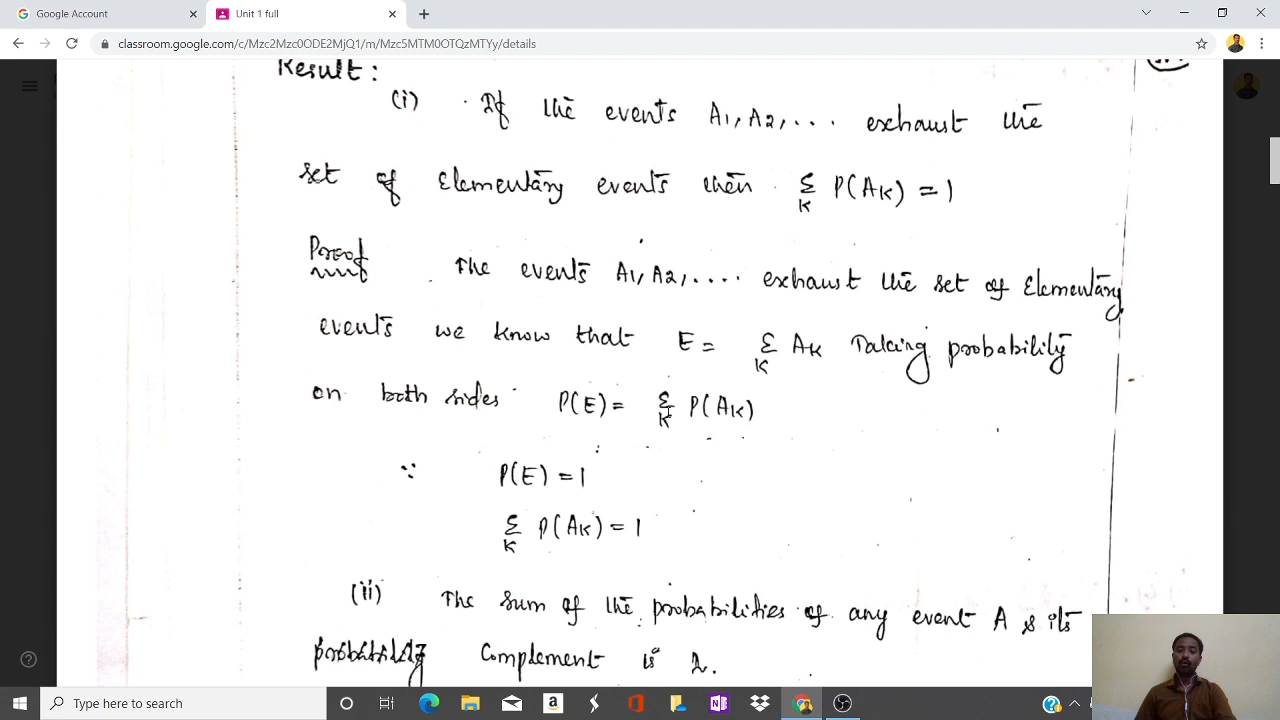 Google Account
Unit 1 full
classroom.google.com/c/Mzc2Mzc0ODE2MjQ1/m/Mzc5MTM0OTQzMTYy/details
Result:
(i) If the events A1, A2, ... exhaust the
set of Elementary events then Σ P(AK) = 1
K
Proof The events A1, A2, .... exhaust the set of Elementary
events we know that E = Σ AK Taking probability
K
on both sides P(E) = Σ P(AK)
K
∵ P(E) = 1
Σ P(AK) = 1
K
(ii) The sum of the probabilities of any event A & its
Complement is 1.
Type here to search